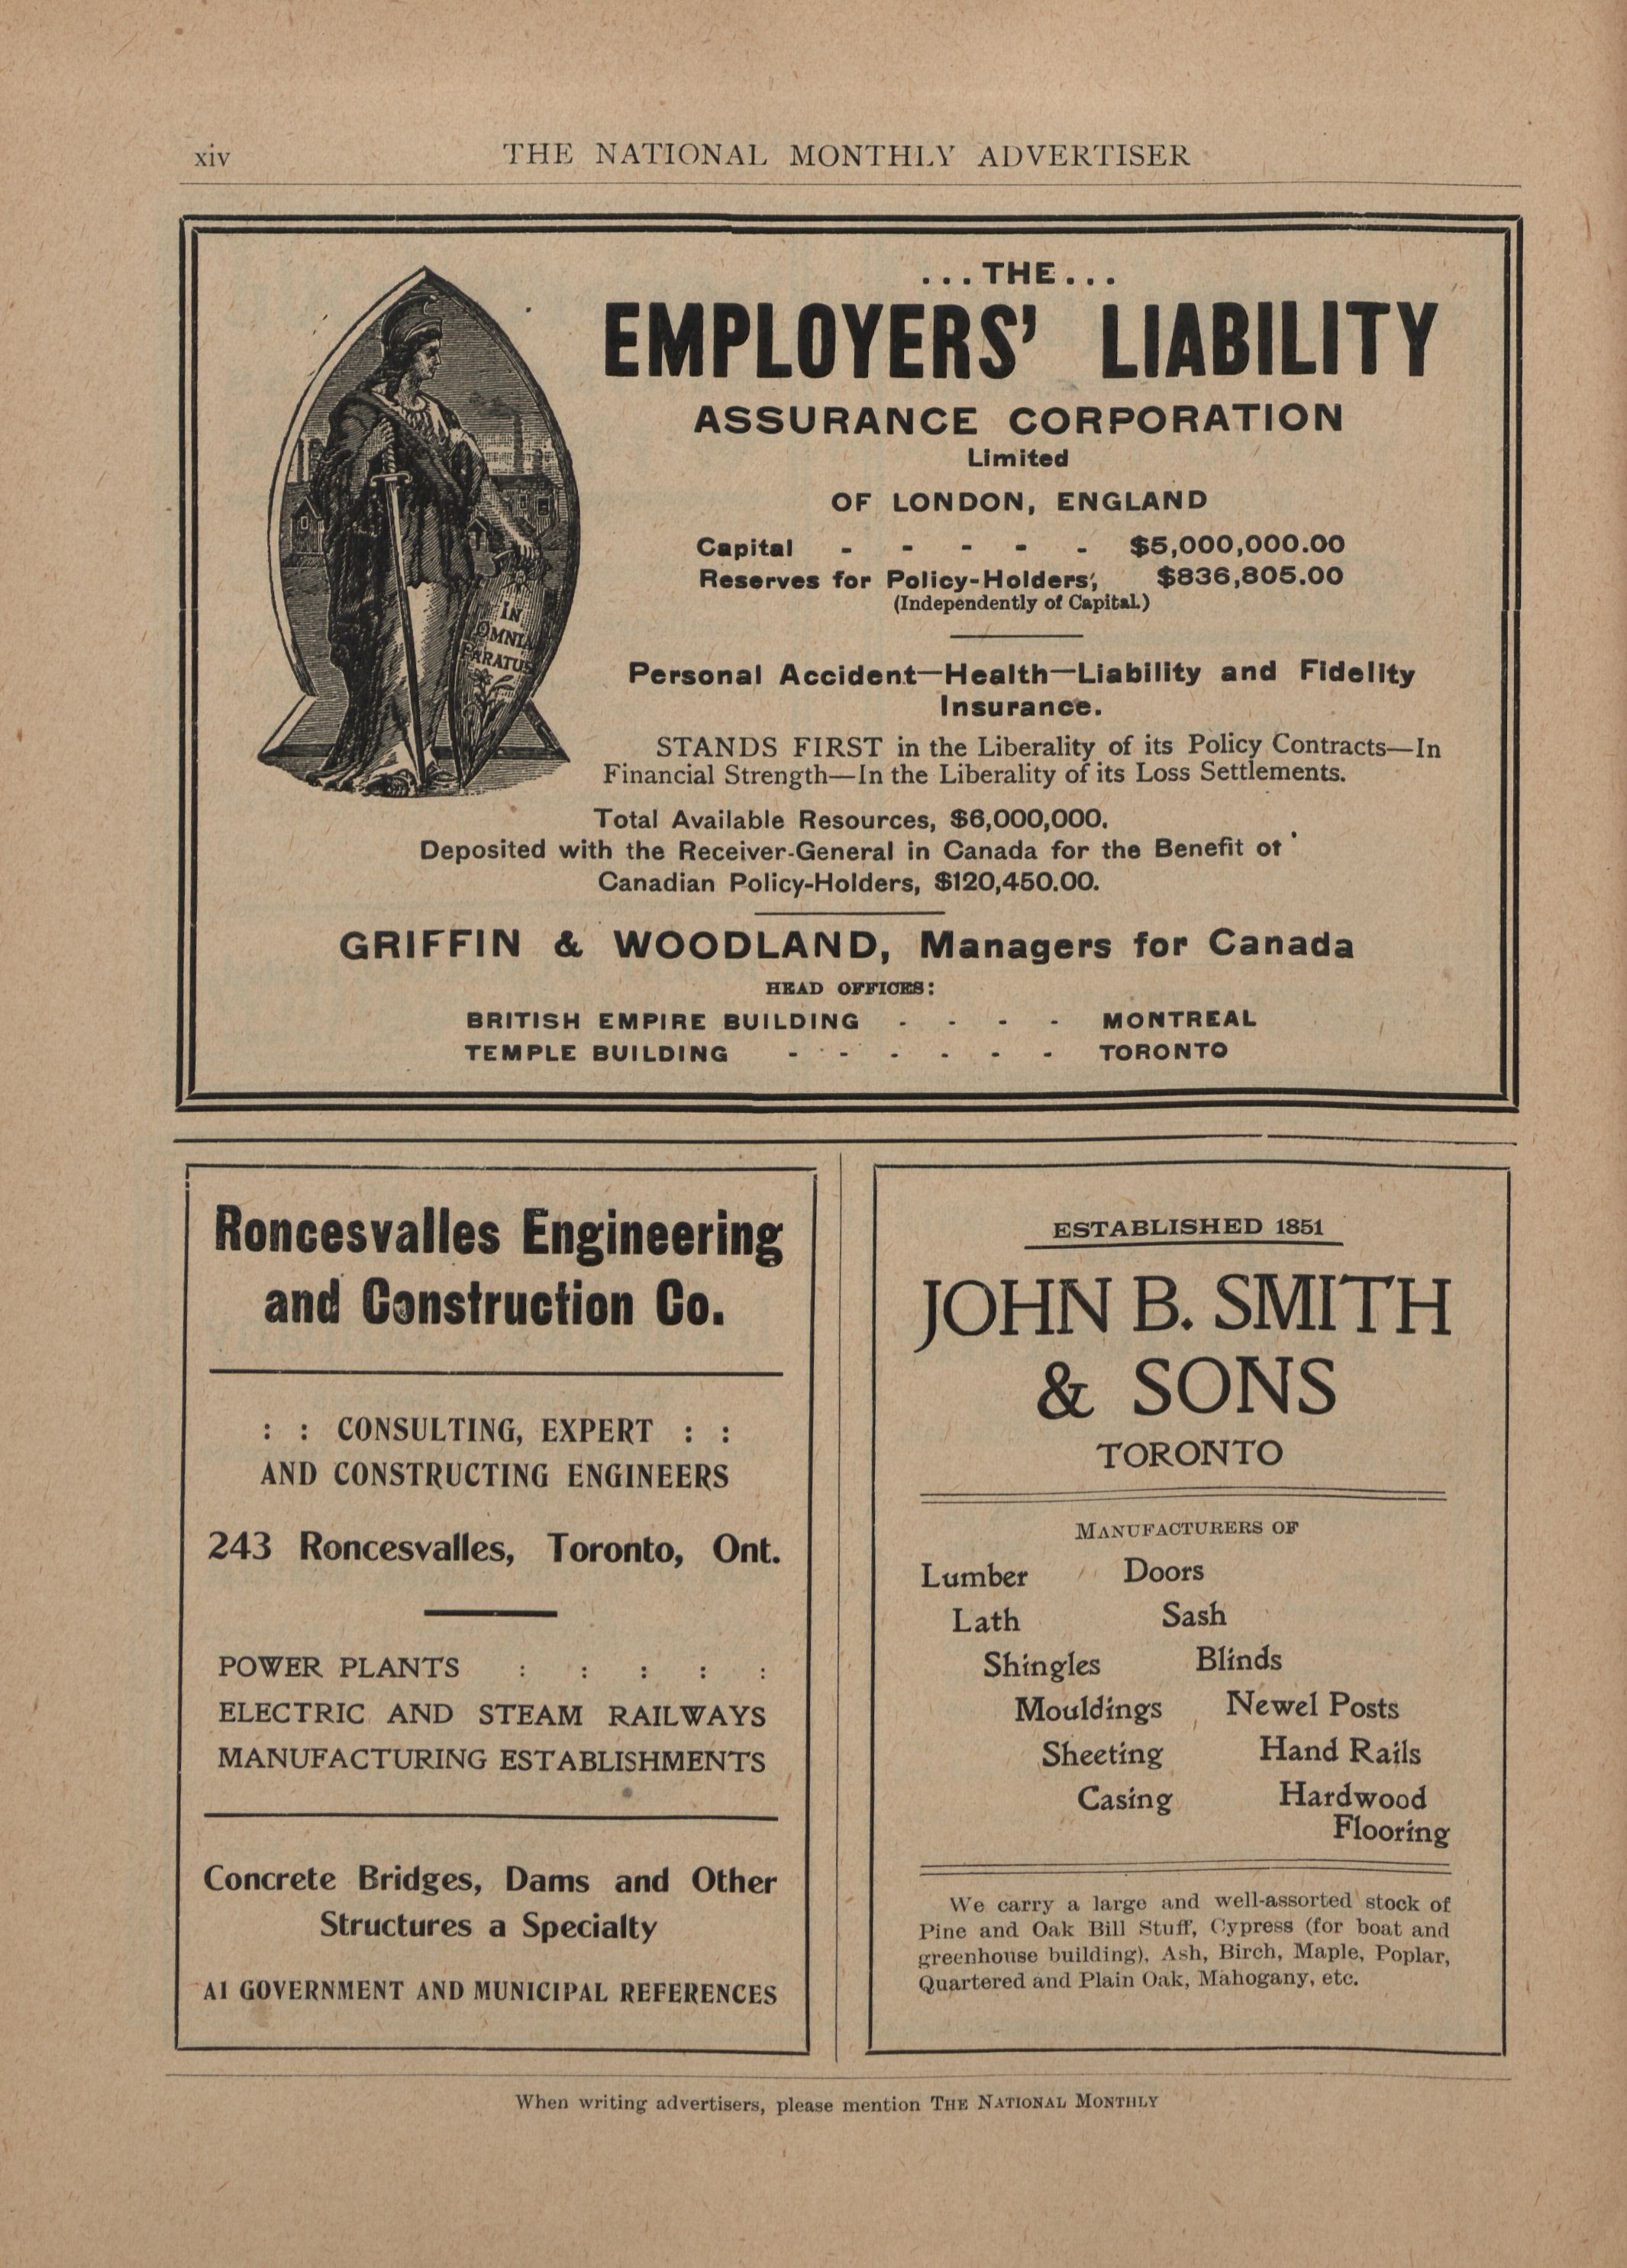 xiv
THE NATIONAL MONTHLY ADVERTISER
...THE...
EMPLOYERS' LIABILITY
ASSURANCE CORPORATION
Limited
OF LONDON, ENGLAND
Capital - - - - - $5,000,000.00
Reserves for Policy-Holders, $836,805.00
(Independently of Capital.)
IN
OMNIA
PARATUS
Personal Accident—Health—Liability and Fidelity
Insurance.
STANDS FIRST in the Liberality of its Policy Contracts—In
Financial Strength—In the Liberality of its Loss Settlements.
Total Available Resources, $6,000,000.
Deposited with the Receiver-General in Canada for the Benefit of
Canadian Policy-Holders, $120,450.00.
GRIFFIN & WOODLAND, Managers for Canada
HEAD OFFICES:
BRITISH EMPIRE BUILDING - - - - MONTREAL
TEMPLE BUILDING - - - - - - TORONTO
Roncesvalles Engineering
and Construction Co.
: : CONSULTING, EXPERT : :
AND CONSTRUCTING ENGINEERS
243 Roncesvalles, Toronto, Ont.
POWER PLANTS : : : : :
ELECTRIC AND STEAM RAILWAYS
MANUFACTURING ESTABLISHMENTS
Concrete Bridges, Dams and Other
Structures a Specialty
A1 GOVERNMENT AND MUNICIPAL REFERENCES
ESTABLISHED 1851
JOHN B. SMITH
& SONS
TORONTO
MANUFACTURERS OF
Lumber Doors
Lath Sash
Shingles Blinds
Mouldings Newel Posts
Sheeting Hand Rails
Casing Hardwood
Flooring
We carry a large and well-assorted stock of
Pine and Oak Bill Stuff, Cypress (for boat and
greenhouse building), Ash, Birch, Maple, Poplar,
Quartered and Plain Oak, Mahogany, etc.
When writing advertisers, please mention THE NATIONAL MONTHLY